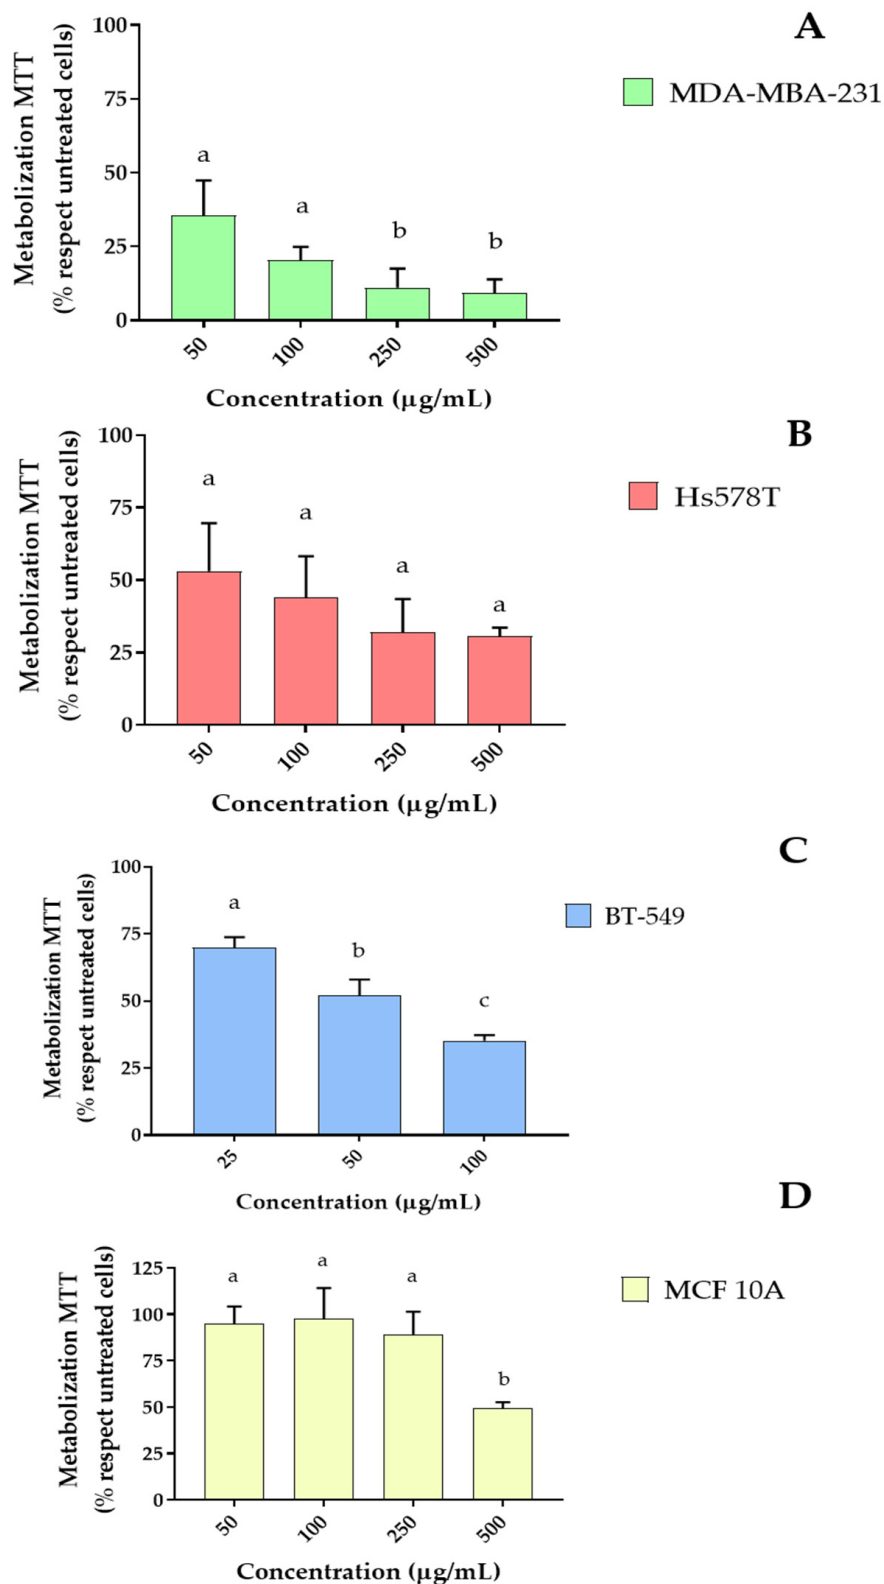 A
MDA-MBA-231
Metabolization MTT
(% respect untreated cells)
100
75
50
25
0
a
a
b
b
50
100
250
500
Concentration (µg/mL)
B
Hs578T
Metabolization MTT
(% respect untreated cells)
100
75
50
25
0
a
a
a
a
50
100
250
500
Concentration (µg/mL)
C
BT-549
Metabolization MTT
(% respect untreated cells)
100
75
50
25
0
a
b
c
25
50
100
Concentration (µg/mL)
D
MCF 10A
Metabolization MTT
(% respect untreated cells)
125
100
75
50
25
0
a
a
a
b
50
100
250
500
Concentration (µg/mL)